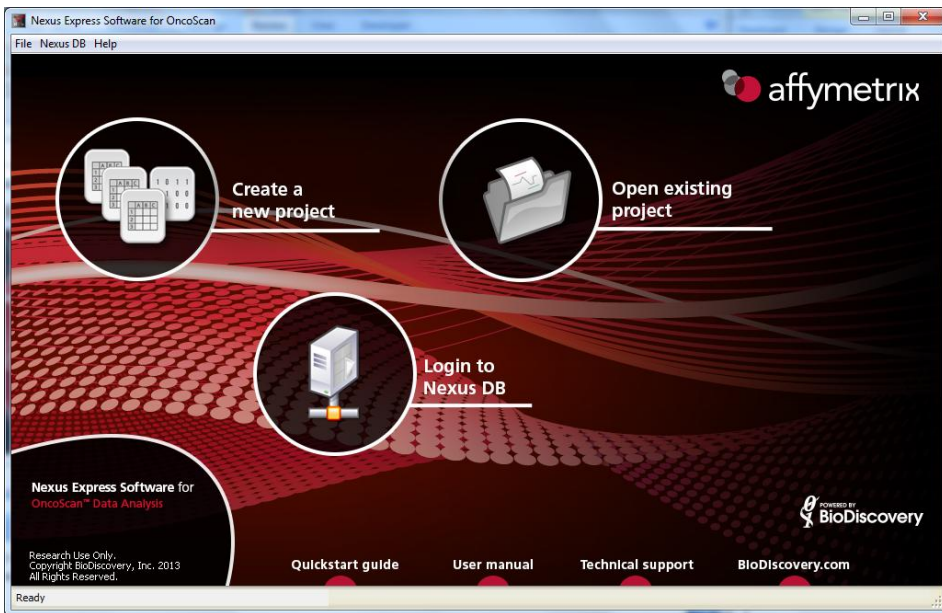 Nexus Express Software for OncoScan
File Nexus DB Help
affymetrix
Create a
new project
Open existing
project
Login to
Nexus DB
Nexus Express Software for
OncoScan™ Data Analysis
POWERED BY
BioDiscovery
Research Use Only.
Copyright BioDiscovery, Inc. 2013
All Rights Reserved.
Quickstart guide User manual Technical support BioDIscovery.com
Ready